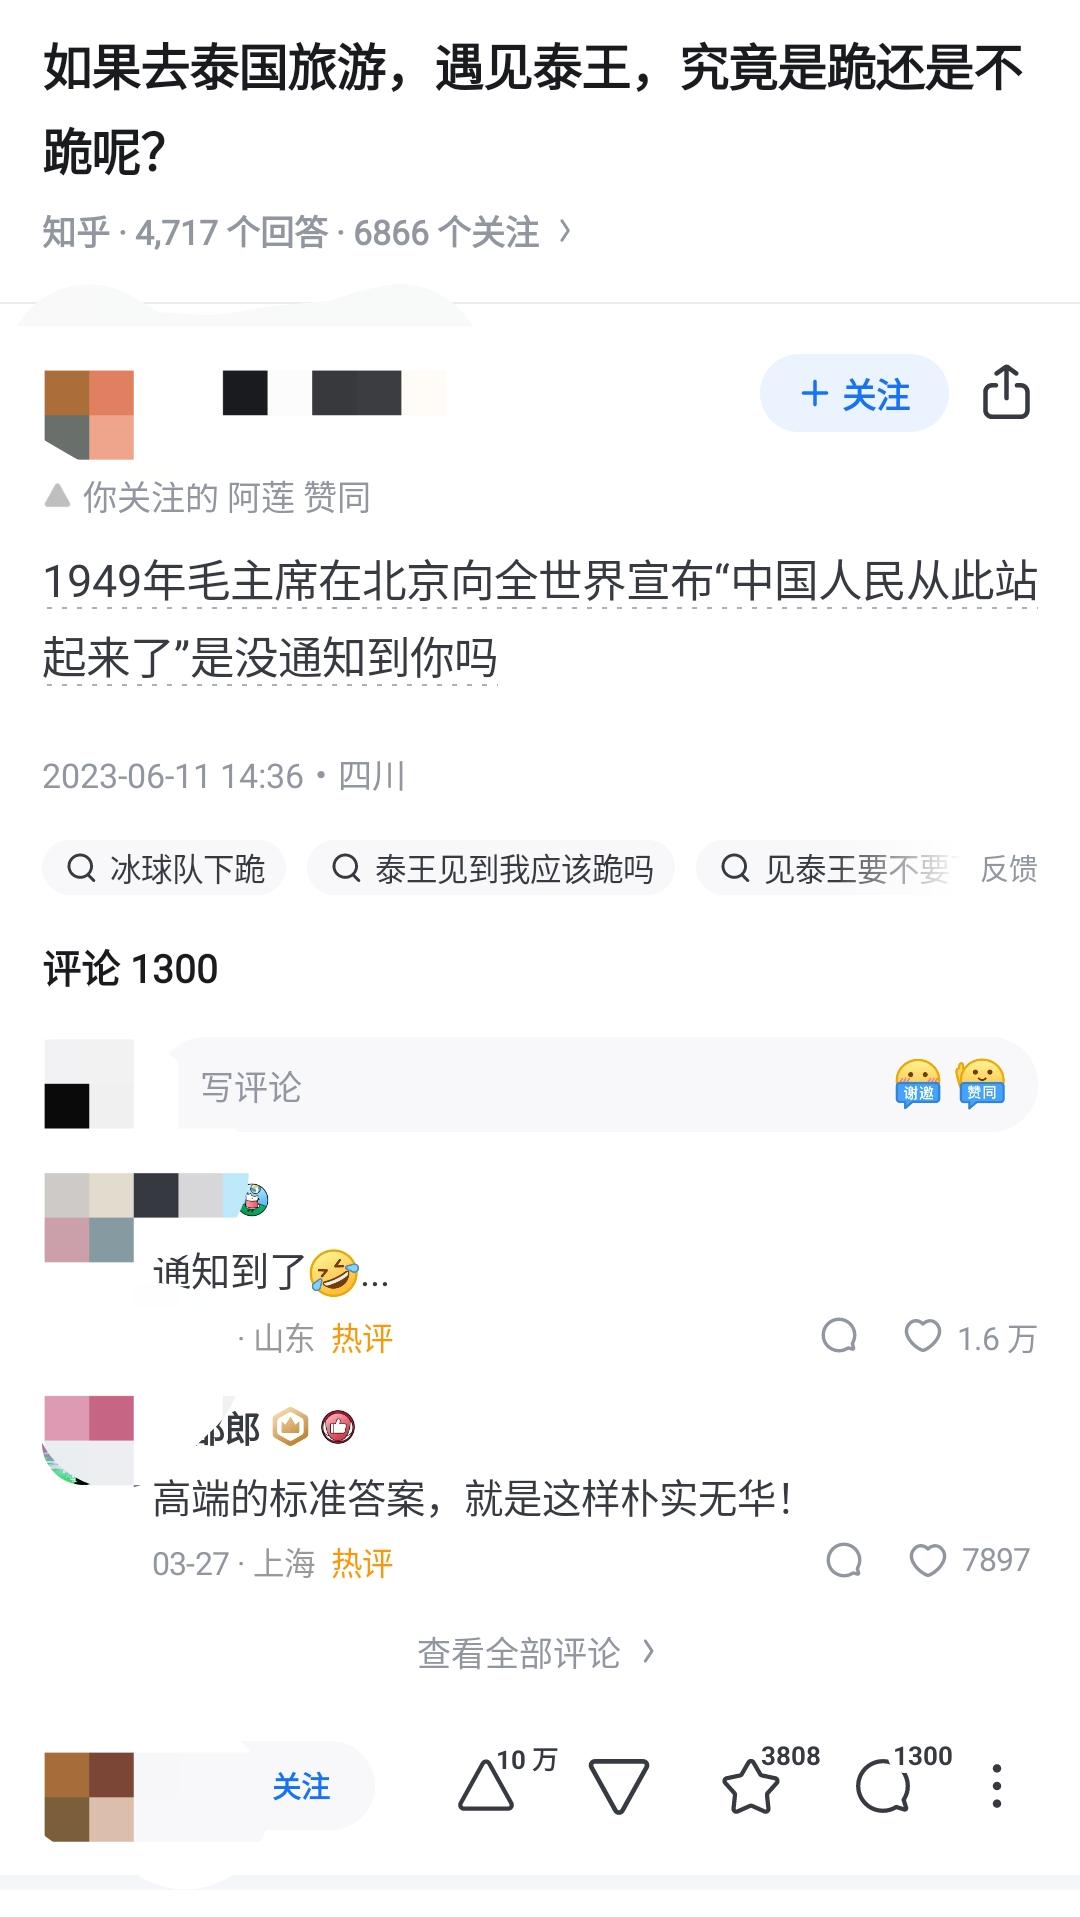 如果去泰国旅游，遇见泰王，究竟是跪还是不
跪呢？
知乎 · 4,717 个回答 · 6866 个关注 >
+ 关注
你关注的 阿莲 赞同
1949年毛主席在北京向全世界宣布“中国人民从此站
起来了”是没通知到你吗
2023-06-11 14:36 · 四川
冰球队下跪 泰王见到我应该跪吗 见泰王要不要 反馈
评论 1300
写评论 谢邀 赞同
通知到了🤣...
· 山东 热评 1.6 万
郎
高端的标准答案，就是这样朴实无华！
03-27 · 上海 热评 7897
查看全部评论 >
关注 10 万 3808 1300